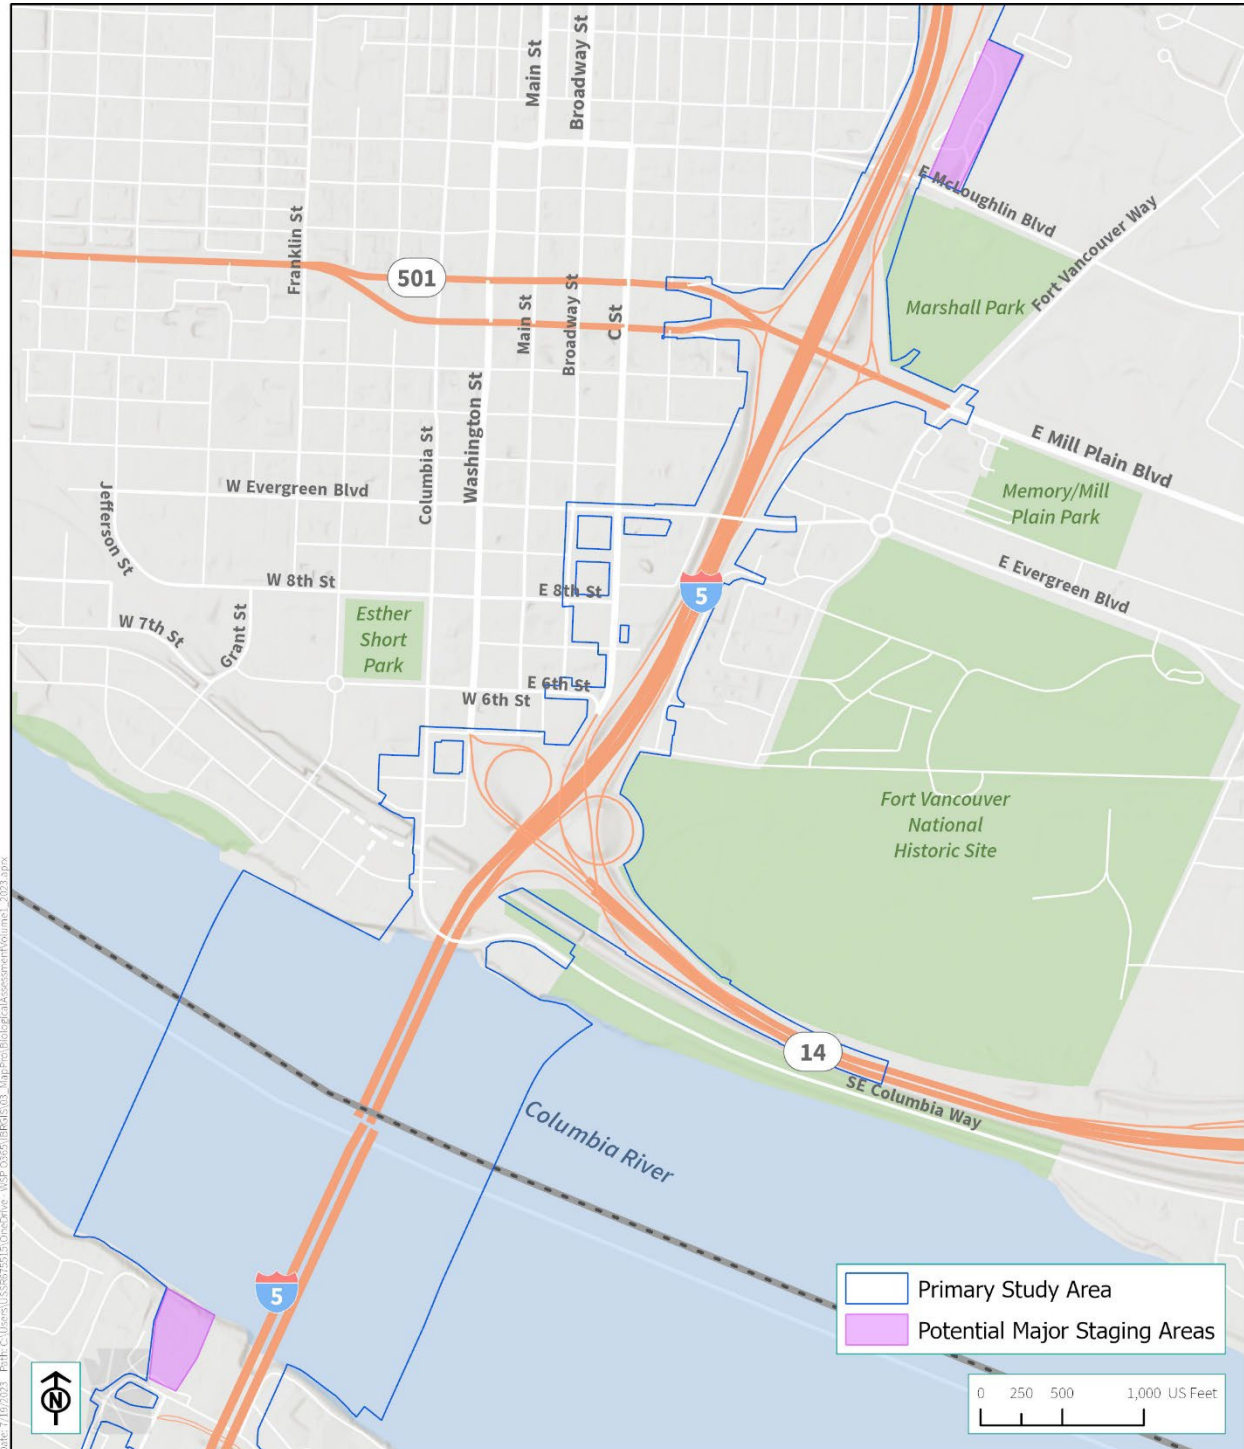 Main St
Broadway St
E McLoughlin Blvd
Fort Vancouver Way
Franklin St
501
Main St
Broadway St
C St
Marshall Park
Washington St
Columbia St
E Mill Plain Blvd
W Evergreen Blvd
Memory/Mill
Plain Park
Jefferson St
E Evergreen Blvd
W 8th St
E 8th St
5
W 7th St
Grant St
Esther
Short
Park
E 6th St
W 6th St
Fort Vancouver
National
Historic Site
14
SE Columbia Way
Columbia River
5
Primary Study Area
Potential Major Staging Areas
N
0 250 500 1,000 US Feet
Date: 7/19/2023